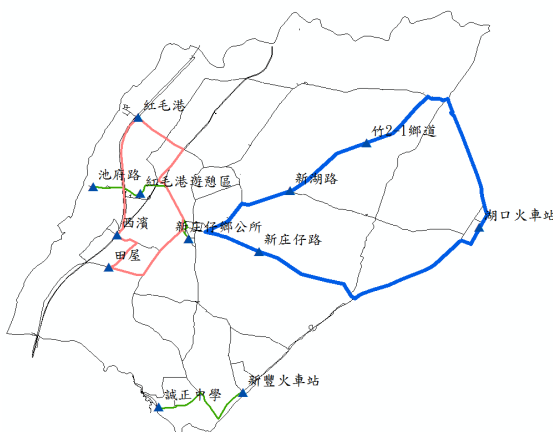 紅毛港
竹2-1鄉道
池府路
紅毛港遊憩區
新湖路
西濱
新庄仔鄉公所
湖口火車站
田屋
新庄仔路
新豐火車站
誠正中學